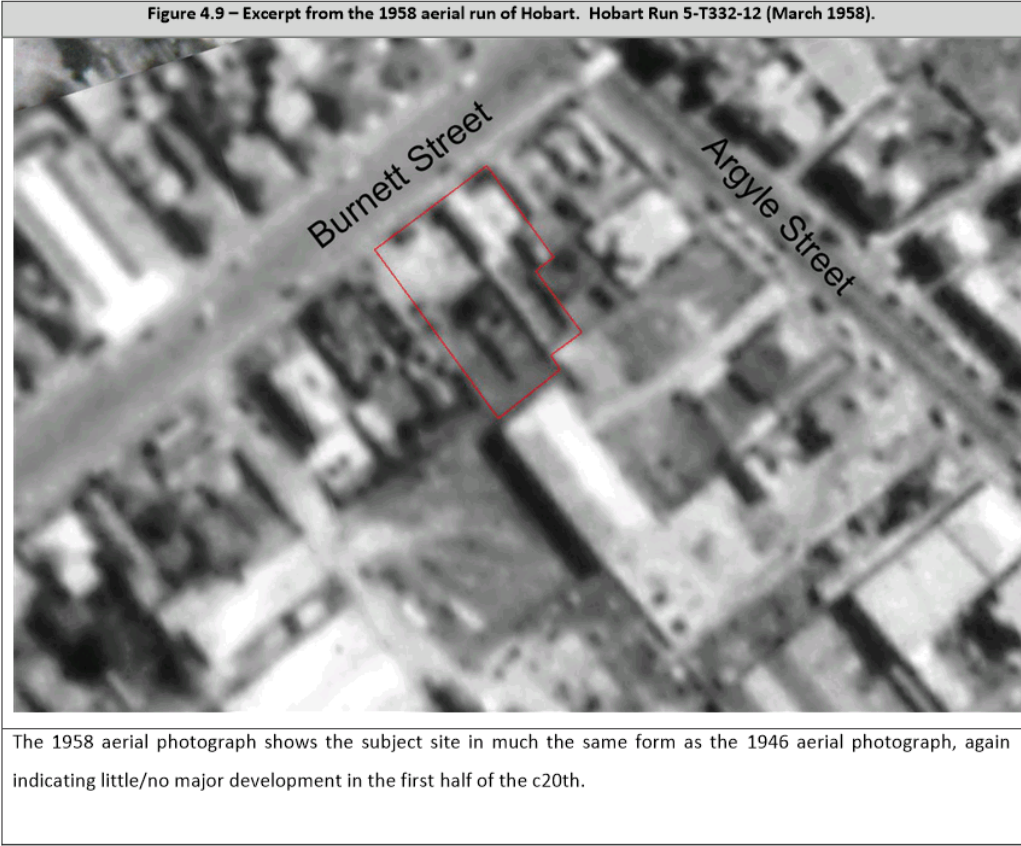 Figure 4.9 – Excerpt from the 1958 aerial run of Hobart. Hobart Run 5-T332-12 (March 1958).
Burnett Street
Argyle Street
The 1958 aerial photograph shows the subject site in much the same form as the 1946 aerial photograph, again
indicating little/no major development in the first half of the c20th.